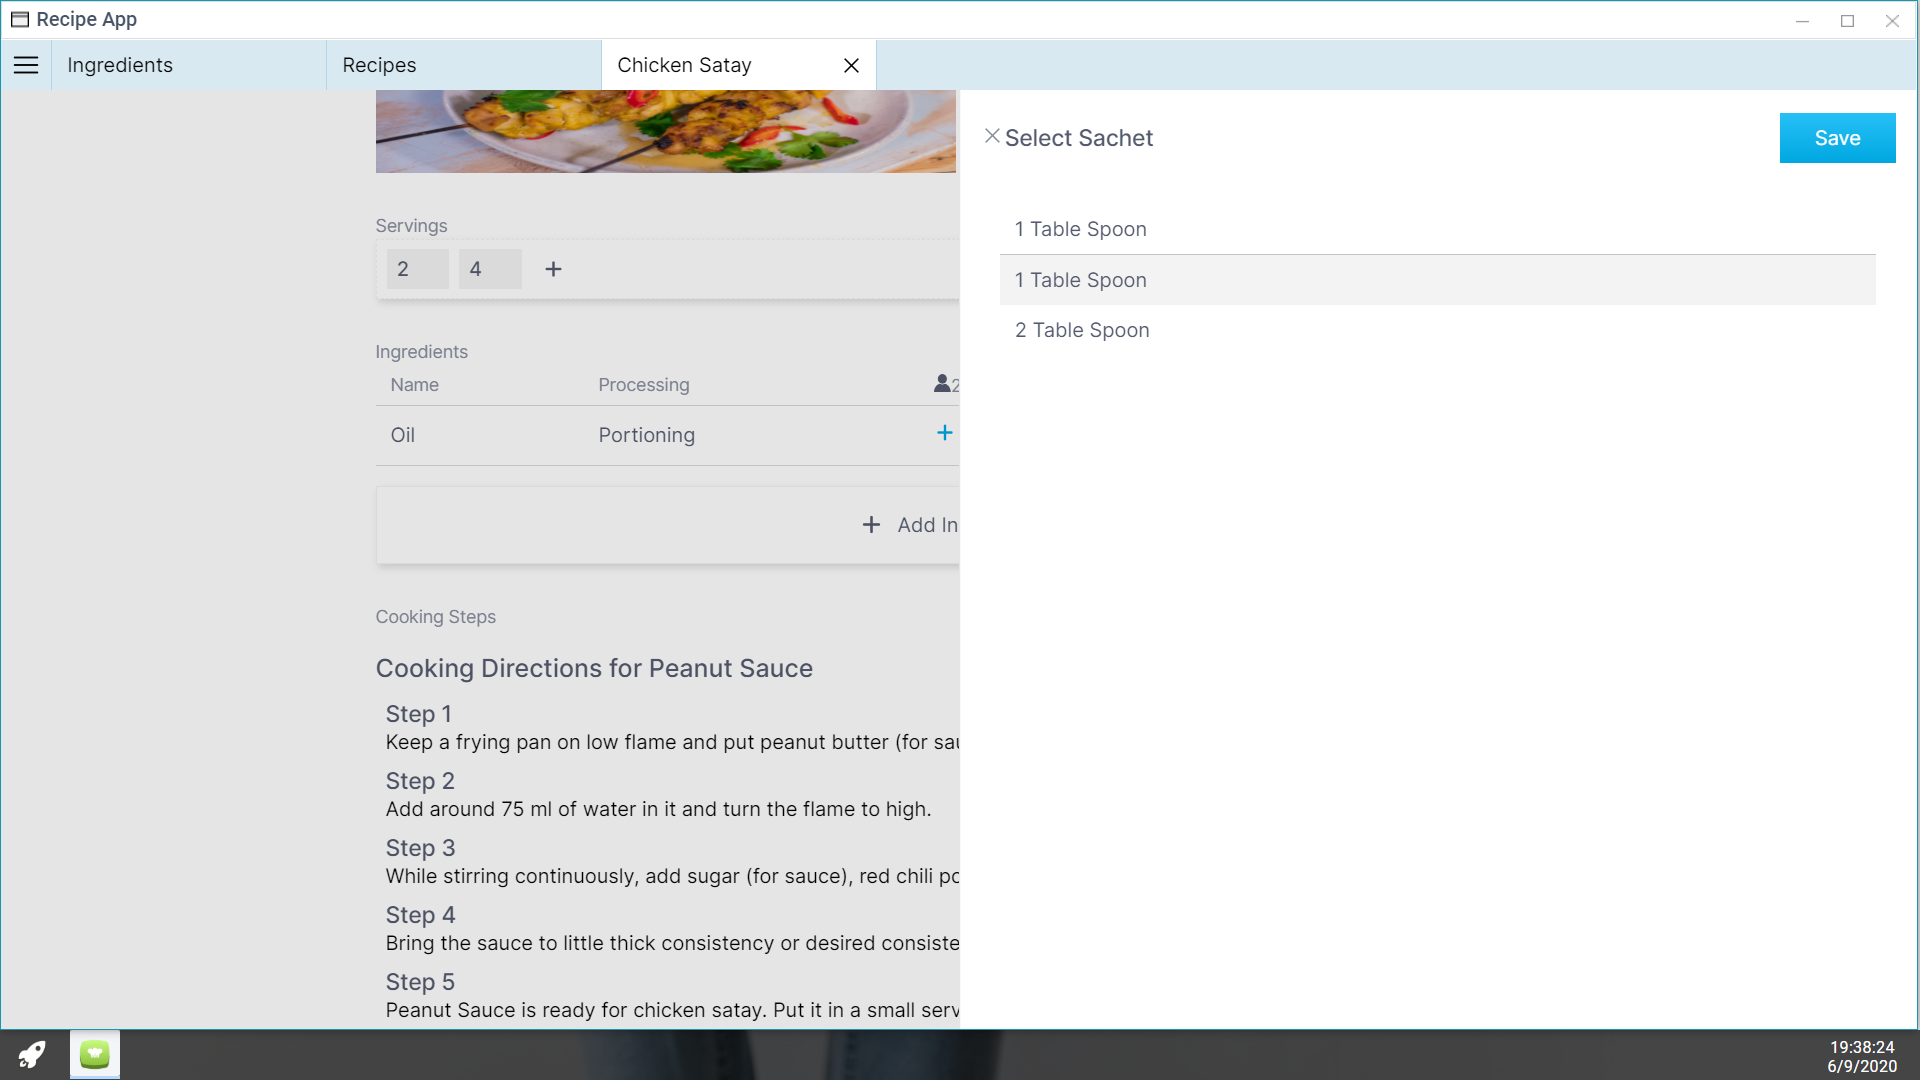 Recipe App
Ingredients
Recipes
Chicken Satay
Select Sachet
Save
1 Table Spoon
1 Table Spoon
2 Table Spoon
Servings
2
4
Ingredients
Name Processing 2
Oil Portioning
Add In
Cooking Steps
Cooking Directions for Peanut Sauce
Step 1
Keep a frying pan on low flame and put peanut butter (for sau
Step 2
Add around 75 ml of water in it and turn the flame to high.
Step 3
While stirring continuously, add sugar (for sauce), red chili po
Step 4
Bring the sauce to little thick consistency or desired consiste
Step 5
Peanut Sauce is ready for chicken satay. Put it in a small serv
19:38:24
6/9/2020